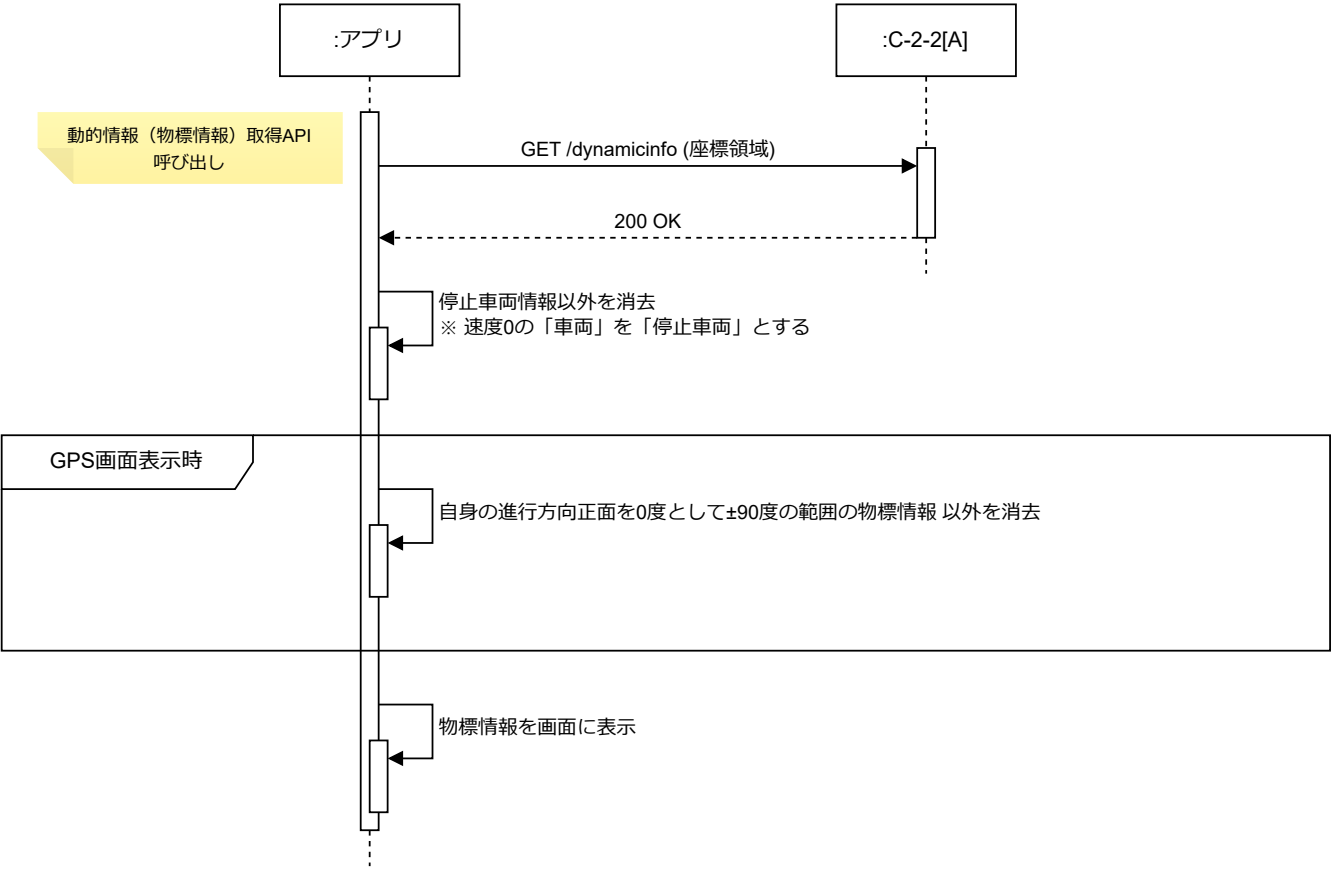 :アプリ
:C-2-2[A]
動的情報（物標情報）取得API
呼び出し
GET /dynamicinfo (座標領域)
200 OK
停止車両情報以外を消去
※ 速度0の「車両」を「停止車両」とする
GPS画面表示時
自身の進行方向正面を0度として±90度の範囲の物標情報 以外を消去
物標情報を画面に表示